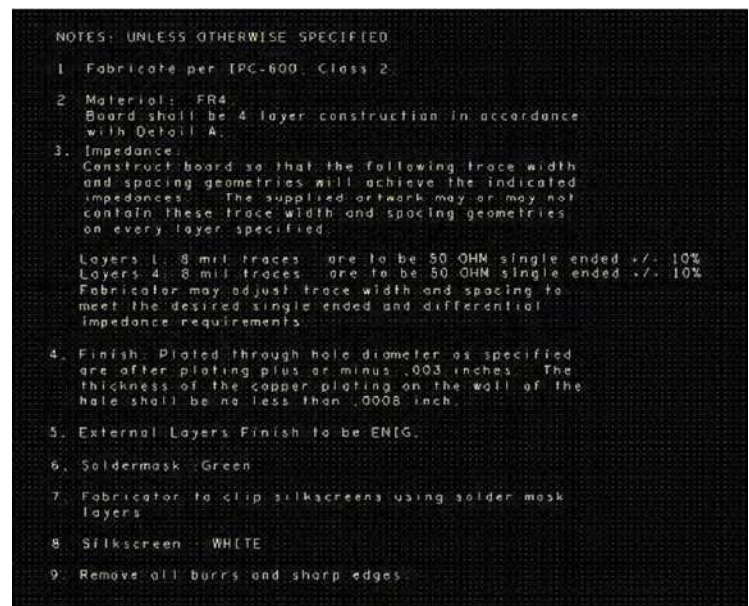 NOTES: UNLESS OTHERWISE SPECIFIED
1 Fabricate per IPC-600, Class 2.
2 Material: FR4.
Board shall be 4 layer construction in accordance
with Detail A.
3. Impedance:
Construct board so that the following trace width
and spacing geometries will achieve the indicated
impedances. The supplied artwork may or may not
contain these trace width and spacing geometries
on every layer specified.
Layers 1: 8 mil traces are to be 50 OHM single ended +/- 10%
Layers 4: 8 mil traces are to be 50 OHM single ended +/- 10%
Fabricator may adjust trace width and spacing to
meet the desired single ended and differential
impedance requirements
4. Finish: Plated through hole diameter as specified
are after plating plus or minus .003 inches. The
thickness of the copper plating on the wall of the
hole shall be no less than .0008 inch.
5. External Layers Finish to be ENIG.
6. Soldermask :Green
7. Fabricator to clip silkscreens using solder mask
layers
8 Silkscreen : WHITE
9. Remove all burrs and sharp edges.